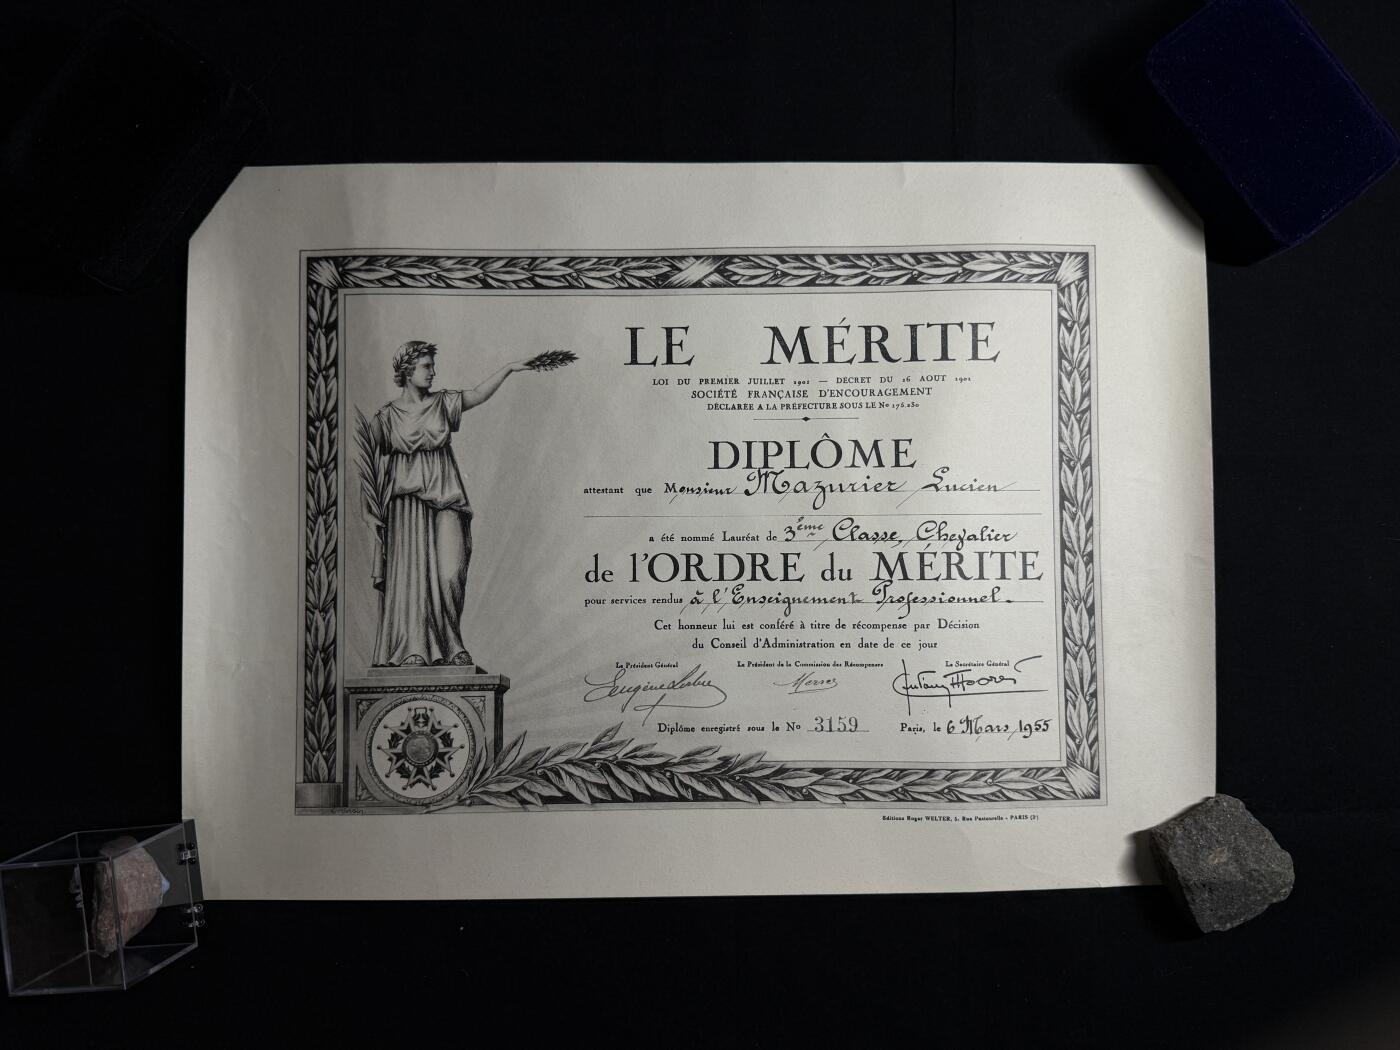 LE MÉRITE
LOI DU PREMIER JUILLET 1901 — DECRET DU 16 AOUT 1901
SOCIÉTÉ FRANÇAISE D'ENCOURAGEMENT
DÉCLARÉE A LA PRÉFECTURE SOUS LE No 175.250
DIPLÔME
attestant que Monsieur Mazurier Lucien
a été nommé Lauréat de 3ème Classe, Chevalier
de l'ORDRE du MÉRITE
pour services rendus à l'Enseignement Professionnel.
Cet honneur lui est conféré à titre de récompense par Décision
du Conseil d'Administration en date de ce jour
Le Président Général Le Président de la Commission des Récompenses Le Secrétaire Général
Diplôme enregistré sous le No 3159 Paris, le 6 Mars 1955
Editions Roger WELTER, 5, Rue Pastourelle - PARIS (3e)